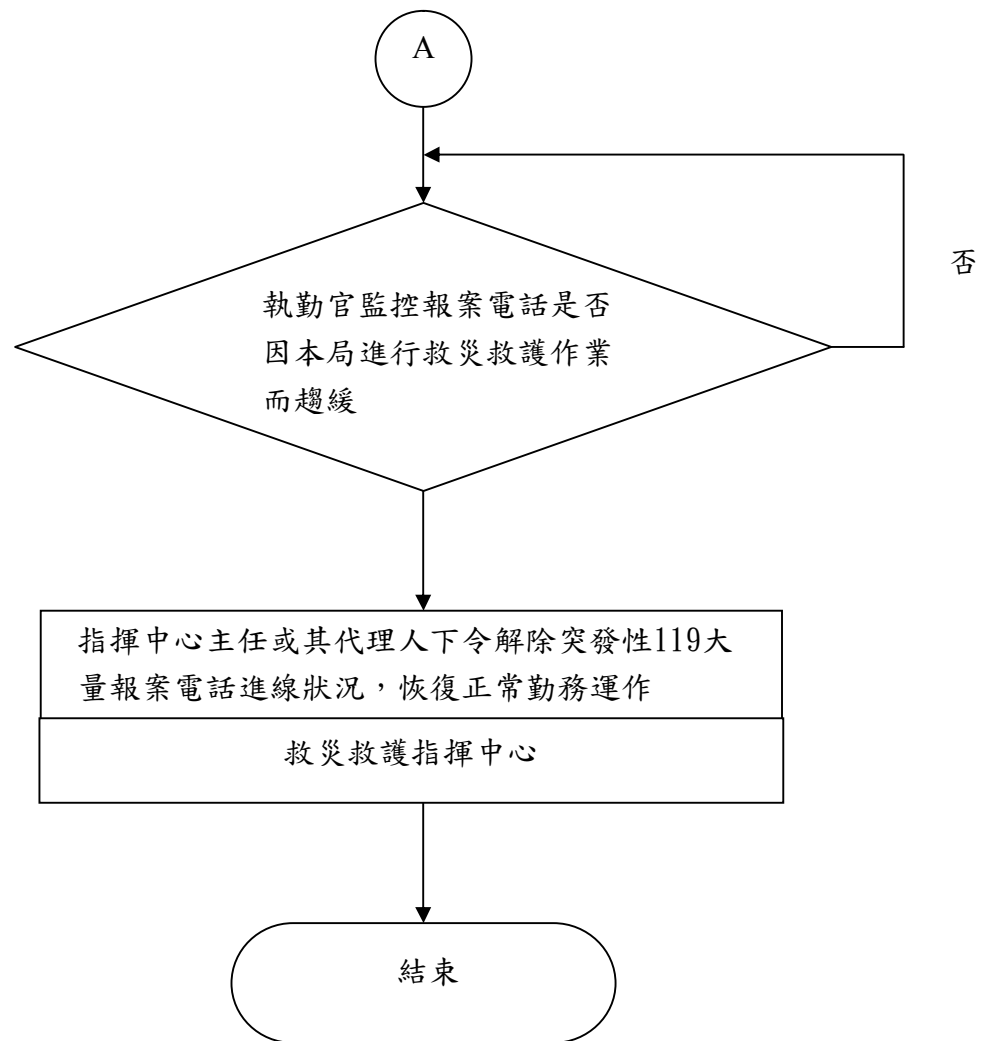 A
否
執勤官監控報案電話是否
因本局進行救災救護作業
而趨緩
指揮中心主任或其代理人下令解除突發性119大
量報案電話進線狀況，恢復正常勤務運作
救災救護指揮中心
結束